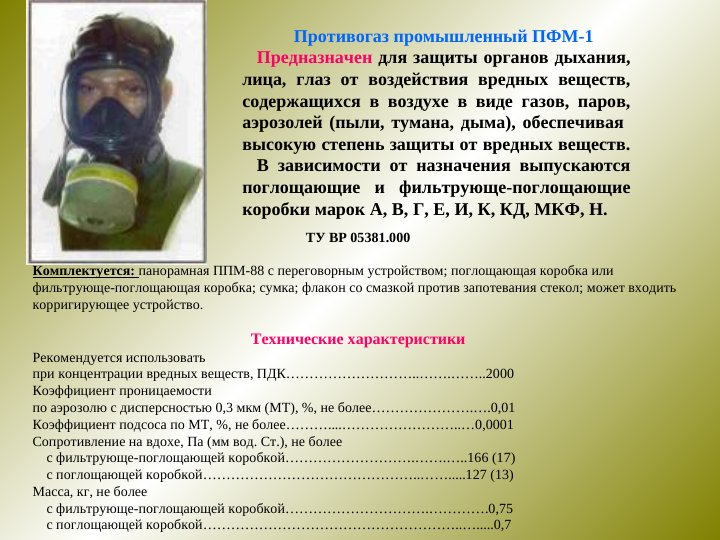 Противогаз промышленный ПФМ-1
Предназначен для защиты органов дыхания,
лица, глаз от воздействия вредных веществ,
содержащихся в воздухе в виде газов, паров,
аэрозолей (пыли, тумана, дыма), обеспечивая
высокую степень защиты от вредных веществ.
В зависимости от назначения выпускаются
поглощающие и фильтрующе-поглощающие
коробки марок А, В, Г, Е, И, К, КД, МКФ, Н.
ТУ ВР 05381.000
Комплектуется: панорамная ППМ-88 с переговорным устройством; поглощающая коробка или
фильтрующе-поглощающая коробка; сумка; флакон со смазкой против запотевания стекол; может входить
корригирующее устройство.
Технические характеристики
Рекомендуется использовать
при концентрации вредных веществ, ПДК………………………..…….……..2000
Коэффициент проницаемости
по аэрозолю с дисперсностью 0,3 мкм (МТ), %, не более………………….….0,01
Коэффициент подсоса по МТ, %, не более………...…………………….…0,0001
Сопротивление на вдохе, Па (мм вод. Ст.), не более
с фильтрующе-поглощающей коробкой……………………….…….…..166 (17)
с поглощающей коробкой………………………………………..…….....127 (13)
Масса, кг, не более
с фильтрующе-поглощающей коробкой………………………….………….0,75
с поглощающей коробкой………………………………………………..…....0,7